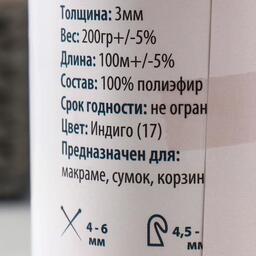 Толщина: 3мм
Вес: 200гр+/-5%
Длина: 100м+/-5%
Состав: 100% полиэфир
Срок годности: не огран
Цвет: Индиго (17)
Предназначен для:
макраме, сумок, корзин
4 - 6 4,5 -
мм мм